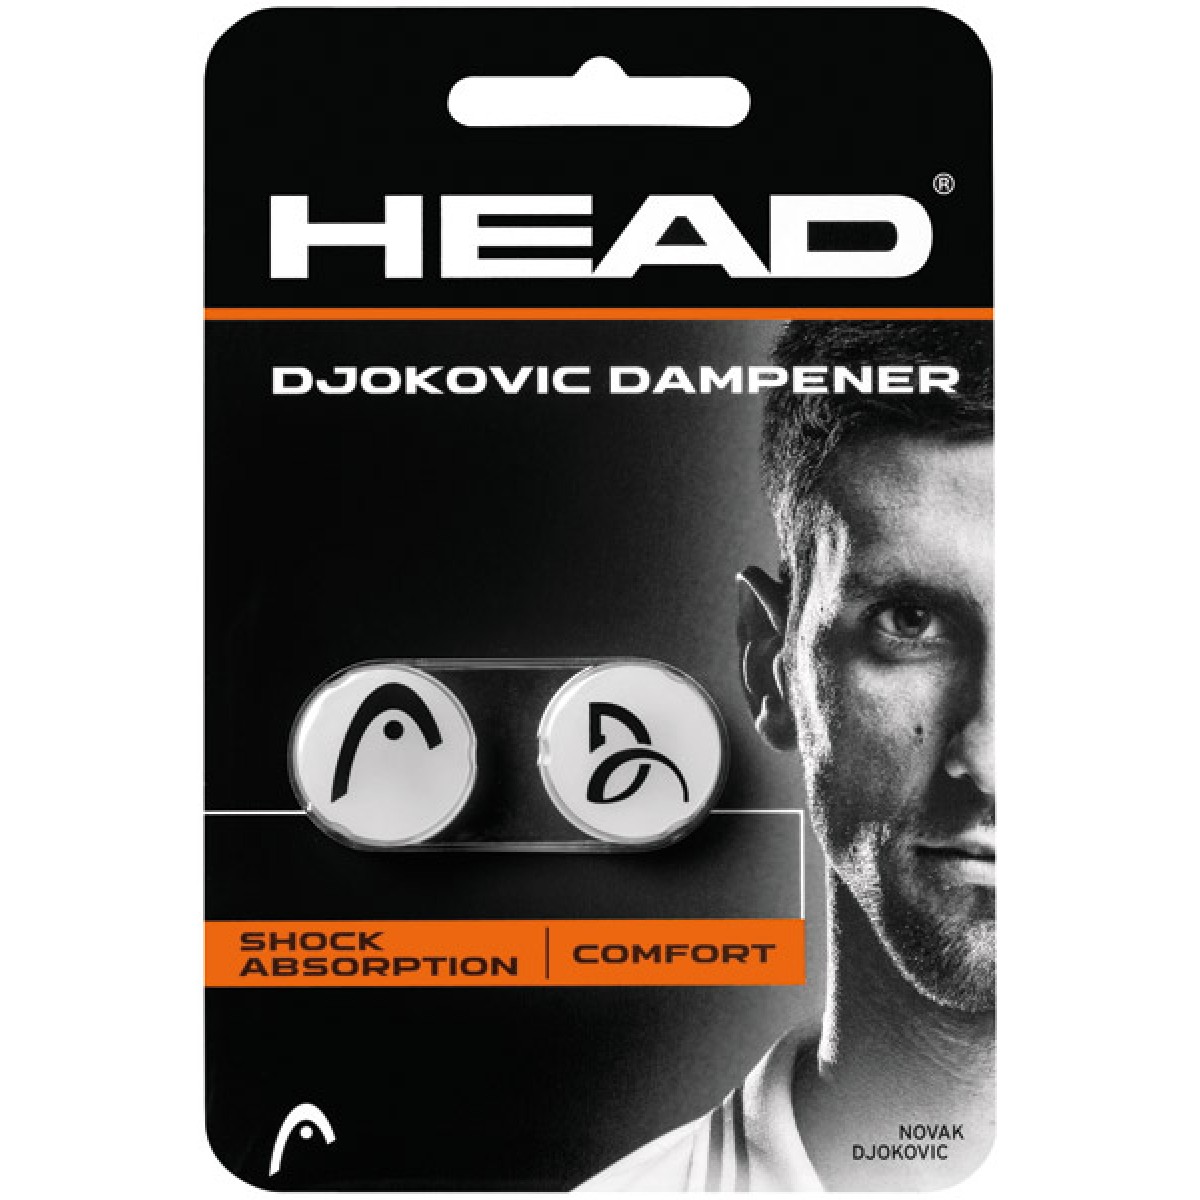 HEAD®
DJOKOVIC DAMPENER
SHOCK
ABSORPTION
COMFORT
NOVAK
DJOKOVIC